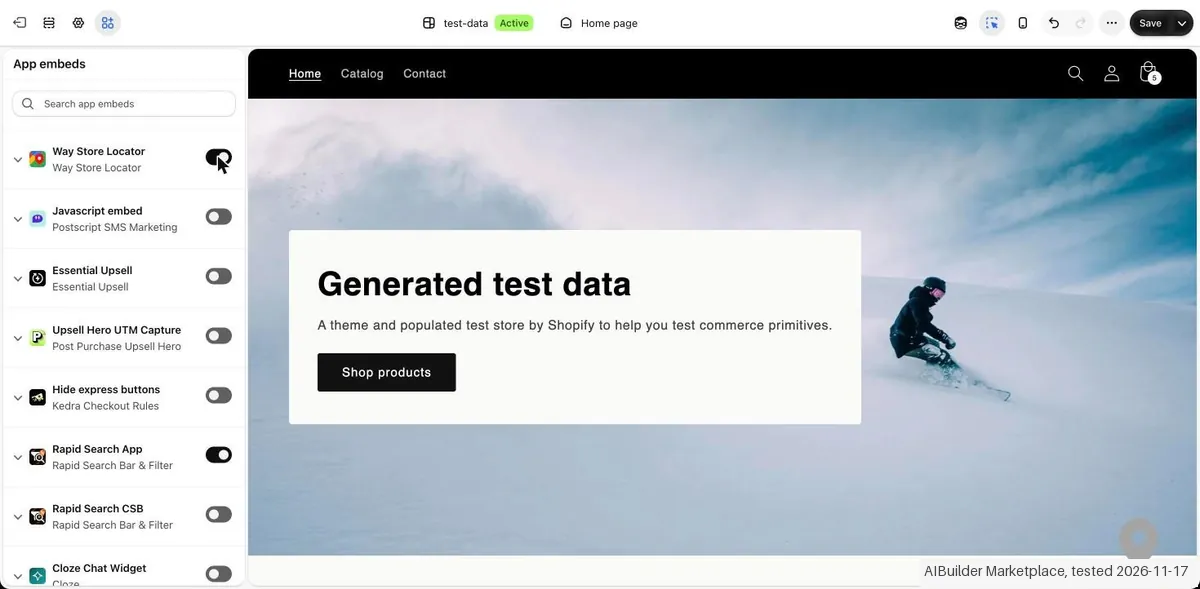 test-data Active Home page Save
App embeds
Search app embeds
Way Store Locator
Way Store Locator
Javascript embed
Postscript SMS Marketing
Essential Upsell
Essential Upsell
Upsell Hero UTM Capture
Post Purchase Upsell Hero
Hide express buttons
Kedra Checkout Rules
Rapid Search App
Rapid Search Bar & Filter
Rapid Search CSB
Rapid Search Bar & Filter
Cloze Chat Widget
Cloze
Home Catalog Contact 5
Generated test data
A theme and populated test store by Shopify to help you test commerce primitives.
Shop products
AIBuilder Marketplace, tested 2026-11-17